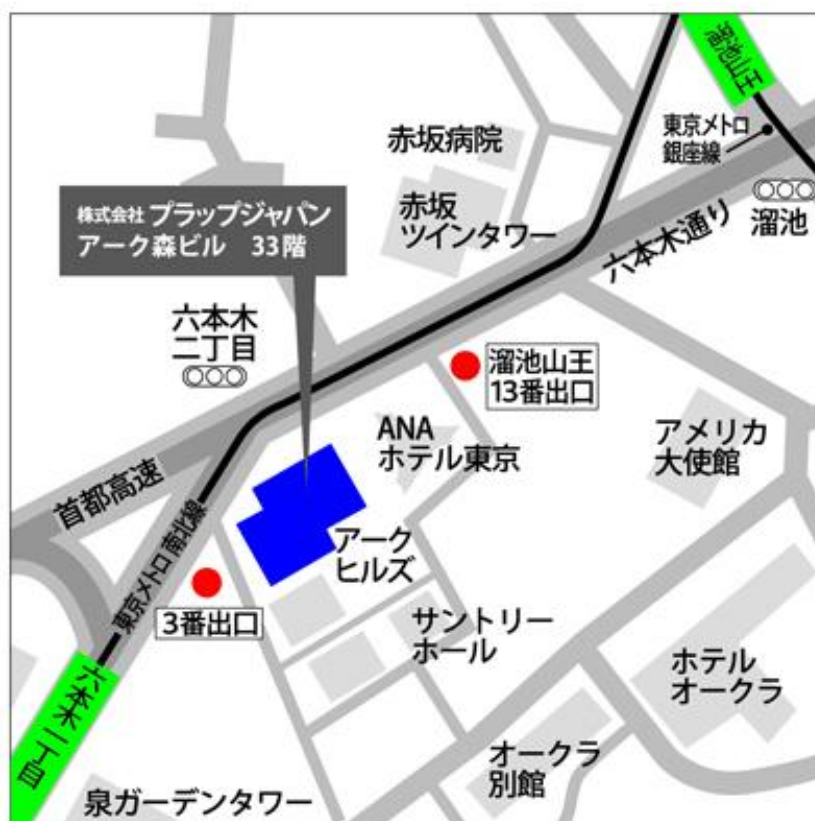 溜池山王
東京メトロ
銀座線
赤坂病院
溜池
赤坂
ツインタワー
六本木通り
株式会社 プラップジャパン
アーク森ビル 33階
六本木
二丁目
溜池山王
13番出口
ANA
ホテル東京
アメリカ
大使館
首都高速
東京メトロ 南北線
アーク
ヒルズ
3番出口
サントリー
ホール
ホテル
オークラ
六本木一丁目
オークラ
別館
泉ガーデンタワー